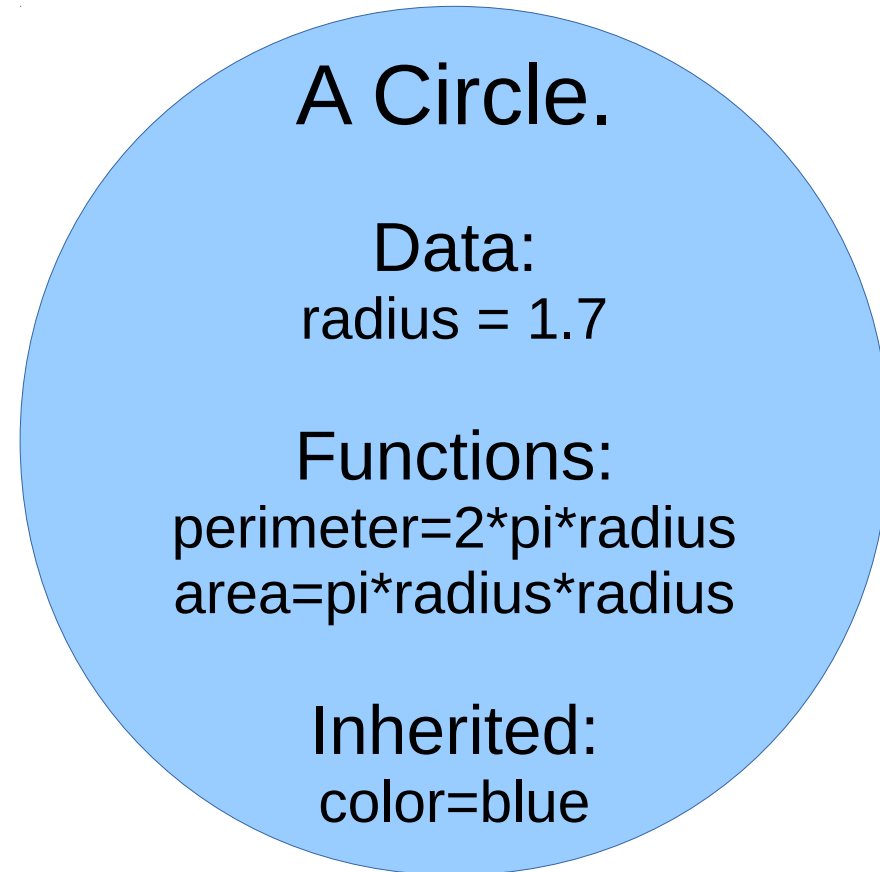 A Circle.
Data:
radius = 1.7
Functions:
perimeter=2*pi*radius
area=pi*radius*radius
Inherited:
color=blue